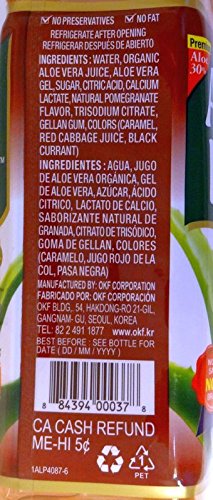 ✓ NO PRESERVATIVES ✓ NO FAT
REFRIGERATE AFTER OPENING
REFRIGERAR DESPUÉS DE ABIERTO
INGREDIENTS: WATER, ORGANIC
ALOE VERA JUICE, ALOE VERA
GEL, SUGAR, CITRIC ACID, CALCIUM
LACTATE, NATURAL POMEGRANATE
FLAVOR, TRISODIUM CITRATE,
GELLAN GUM, COLORS (CARAMEL,
RED CABBAGE JUICE, BLACK
CURRANT)
INGREDIENTES: AGUA, JUGO
DE ALOE VERA ORGÁNICA, GEL
DE ALOE VERA, AZÚCAR, ÁCIDO
CITRICO, LACTATO DE CALCIO,
SABORIZANTE NATURAL DE
GRANADA, CITRATO DE TRISÓDICO,
GOMA DE GELLAN, COLORES
(CARAMELO, JUGO ROJO DE LA
COL, PASA NEGRA)
MANUFACTURED BY: OKF CORPORATION
FABRICADO POR: OKF CORPORACIÓN
OKF BLDG, 54, HAKDONG-RO 21-GIL,
GANGNAM-GU, SEOUL, KOREA
TEL: 82 2 491 1877 www.okf.kr
BEST BEFORE : SEE BOTTLE FOR
DATE ( DD / MM / YYYY )
8 84394 00037 8
CA CASH REFUND
ME-HI 5¢
1 PET
1ALP4087-6
Aloe
30%